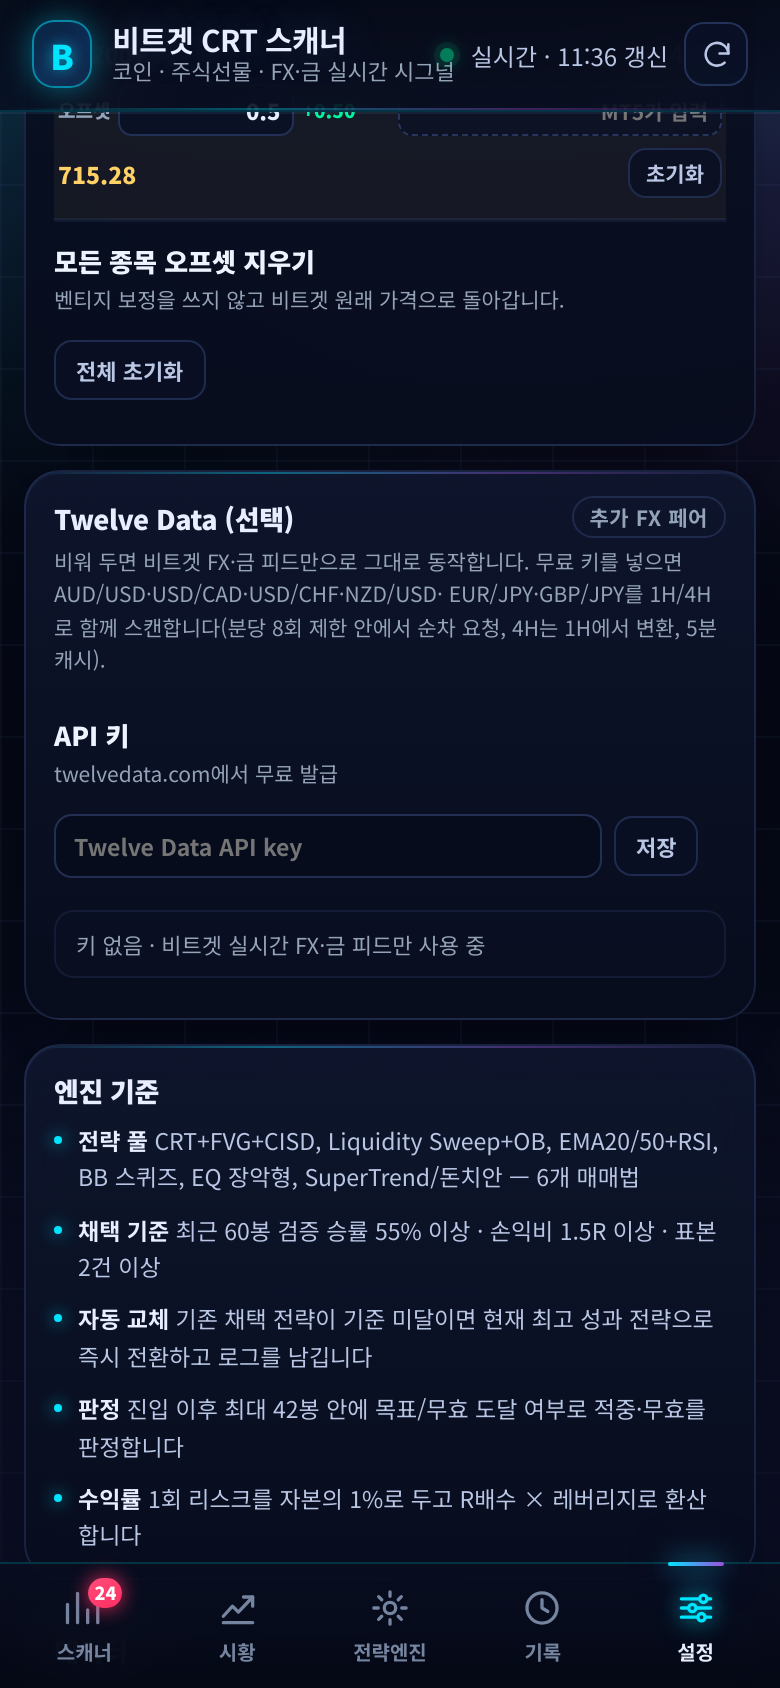 B
비트겟 CRT 스캐너
코인 · 주식선물 · FX·금 실시간 시그널
실시간 · 11:36 갱신
오프셋
0.5
+0.50
MT5가 입력
715.28
초기화
모든 종목 오프셋 지우기
벤티지 보정을 쓰지 않고 비트겟 원래 가격으로 돌아갑니다.
전체 초기화
Twelve Data (선택)
추가 FX 페어
비워 두면 비트겟 FX·금 피드만으로 그대로 동작합니다. 무료 키를 넣으면
AUD/USD·USD/CAD·USD/CHF·NZD/USD· EUR/JPY·GBP/JPY를 1H/4H
로 함께 스캔합니다(분당 8회 제한 안에서 순차 요청, 4H는 1H에서 변환, 5분
캐시).
API 키
twelvedata.com에서 무료 발급
Twelve Data API key
저장
키 없음 · 비트겟 실시간 FX·금 피드만 사용 중
엔진 기준
전략 풀 CRT+FVG+CISD, Liquidity Sweep+OB, EMA20/50+RSI,
BB 스퀴즈, EQ 장악형, SuperTrend/돈치안 — 6개 매매법
채택 기준 최근 60봉 검증 승률 55% 이상 · 손익비 1.5R 이상 · 표본
2건 이상
자동 교체 기존 채택 전략이 기준 미달이면 현재 최고 성과 전략으로
즉시 전환하고 로그를 남깁니다
판정 진입 이후 최대 42봉 안에 목표/무효 도달 여부로 적중·무효를
판정합니다
수익률 1회 리스크를 자본의 1%로 두고 R배수 × 레버리지로 환산
합니다
24
스캐너
시황
전략엔진
기록
설정